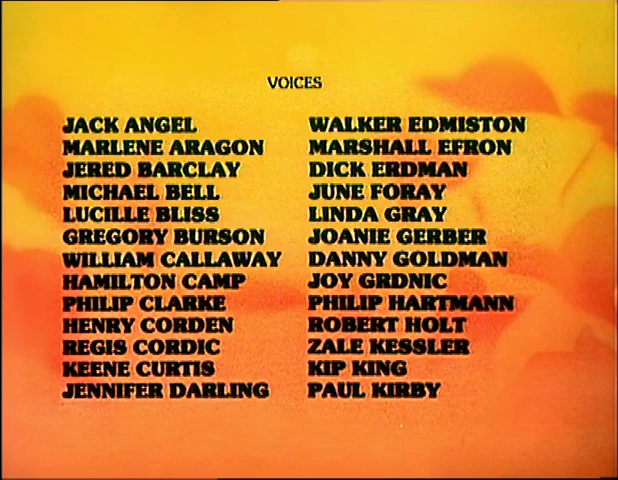 VOICES
JACK ANGEL
MARLENE ARAGON
JERED BARCLAY
MICHAEL BELL
LUCILLE BLISS
GREGORY BURSON
WILLIAM CALLAWAY
HAMILTON CAMP
PHILIP CLARKE
HENRY CORDEN
REGIS CORDIC
KEENE CURTIS
JENNIFER DARLING
WALKER EDMISTON
MARSHALL EFRON
DICK ERDMAN
JUNE FORAY
LINDA GRAY
JOANIE GERBER
DANNY GOLDMAN
JOY GRDNIC
PHILIP HARTMANN
ROBERT HOLT
ZALE KESSLER
KIP KING
PAUL KIRBY